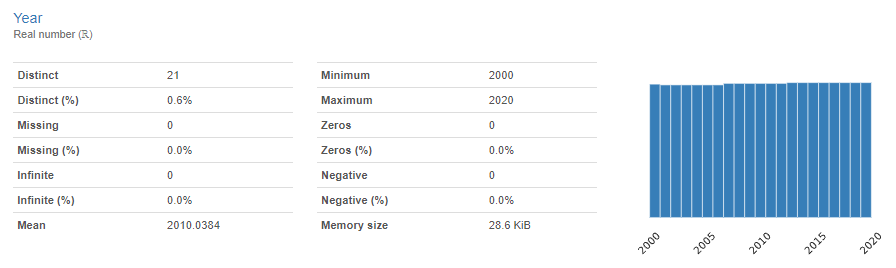 Year
Real number (ℝ)
Distinct 21
Distinct (%) 0.6%
Missing 0
Missing (%) 0.0%
Infinite 0
Infinite (%) 0.0%
Mean 2010.0384
Minimum 2000
Maximum 2020
Zeros 0
Zeros (%) 0.0%
Negative 0
Negative (%) 0.0%
Memory size 28.6 KiB
2000 2005 2010 2015 2020